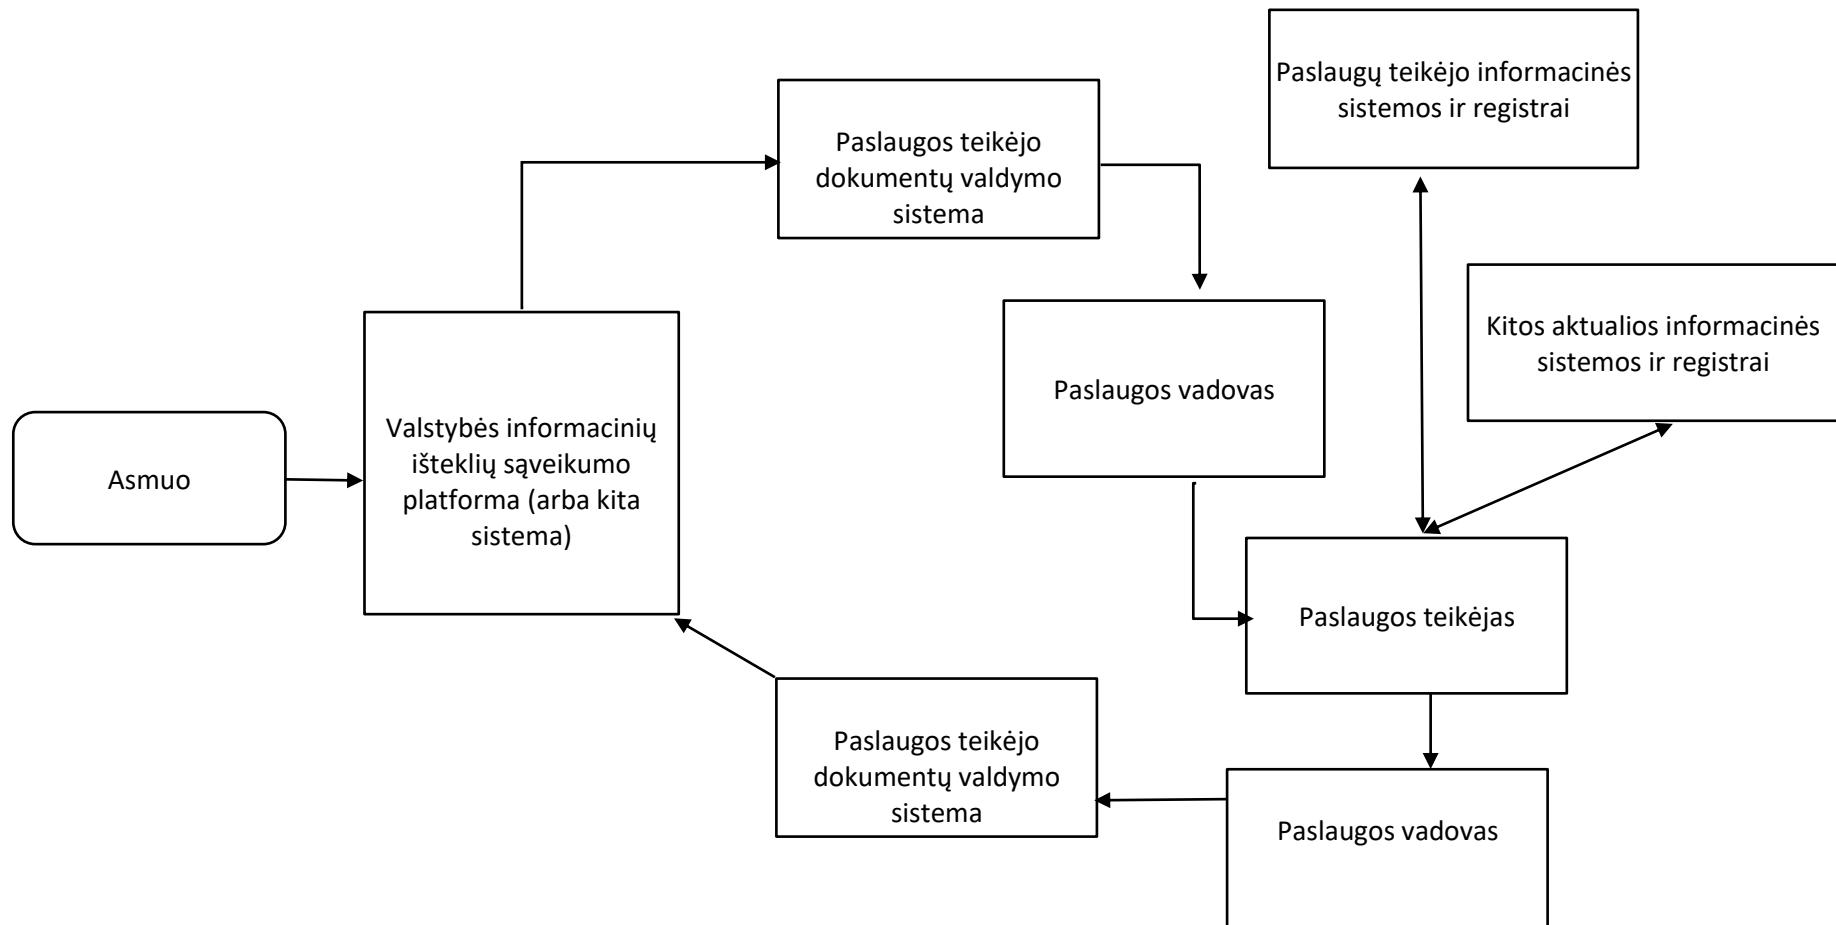 Paslaugų teikėjo informacinės
sistemos ir registrai
Paslaugos teikėjo
dokumentų valdymo
sistema
Kitos aktualios informacinės
sistemos ir registrai
Paslaugos vadovas
Valstybės informacinių
išteklių sąveikumo
platforma (arba kita
sistema)
Asmuo
Paslaugos teikėjas
Paslaugos teikėjo
dokumentų valdymo
sistema
Paslaugos vadovas